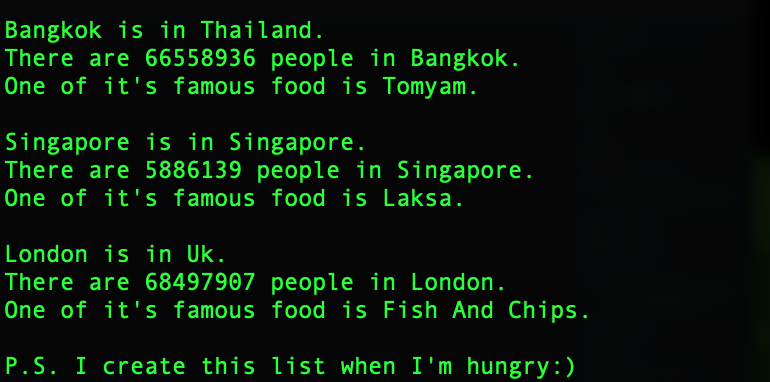 Bangkok is in Thailand.
There are 66558936 people in Bangkok.
One of it's famous food is Tomyam.
Singapore is in Singapore.
There are 5886139 people in Singapore.
One of it's famous food is Laksa.
London is in Uk.
There are 68497907 people in London.
One of it's famous food is Fish And Chips.
P.S. I create this list when I'm hungry:)